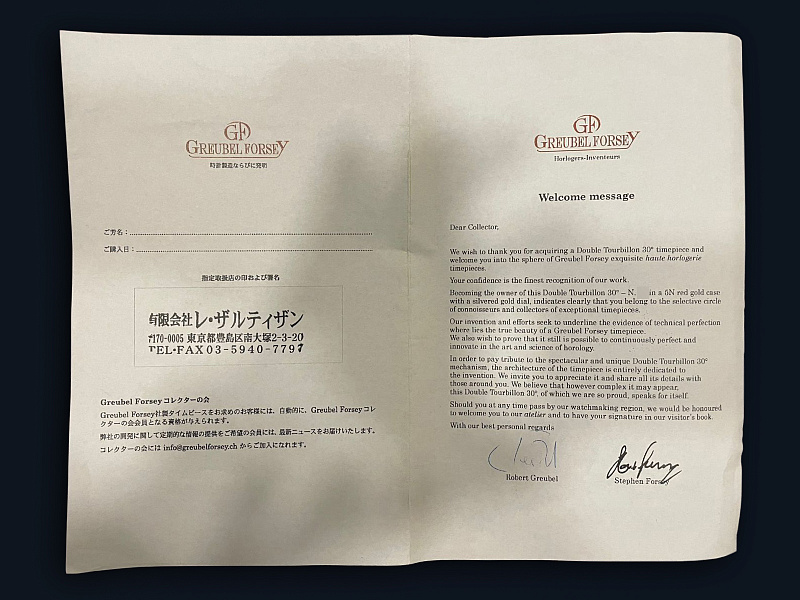 GF
GREUBEL FORSEY
時計製造ならびに発明
ご芳名：
ご購入日：
指定取扱店の印および署名
有限会社レ・ザルティザン
〒170-0005 東京都豊島区南大塚2-3-20
TEL・FAX 03-5940-7797
Greubel Forsey コレクターの会
Greubel Forsey社製タイムピースをお求めのお客様には、自動的に、Greubel Forseyコレ
クターの会会員となる資格が与えられます。
弊社の開発に関して定期的な情報の提供をご希望の会員には、最新ニュースをお届けいたします。
コレクターの会には info@greubelforsey.ch からご加入になれます。
GF
GREUBEL FORSEY
Horlogers-Inventeurs
Welcome message
Dear Collector,
We wish to thank you for acquiring a Double Tourbillon 30° timepiece and
welcome you into the sphere of Greubel Forsey exquisite haute horlogerie
timepieces.
Your confidence is the finest recognition of our work.
Becoming the owner of this Double Tourbillon 30° – N. in a 5N red gold case
with a silvered gold dial, indicates clearly that you belong to the selective circle
of connoisseurs and collectors of exceptional timepieces.
Our invention and efforts seek to underline the evidence of technical perfection
where lies the true beauty of a Greubel Forsey timepiece.
We also wish to prove that it still is possible to continuously perfect and
innovate in the art and science of horology.
In order to pay tribute to the spectacular and unique Double Tourbillon 30°
mechanism, the architecture of the timepiece is entirely dedicated to
the invention. We invite you to appreciate it and share all its details with
those around you. We believe that however complex it may appear,
this Double Tourbillon 30°, of which we are so proud, speaks for itself.
Should you at any time pass by our watchmaking region, we would be honoured
to welcome you to our atelier and to have your signature in our visitor's book.
With our best personal regards
Robert Greubel
Stephen Forsey